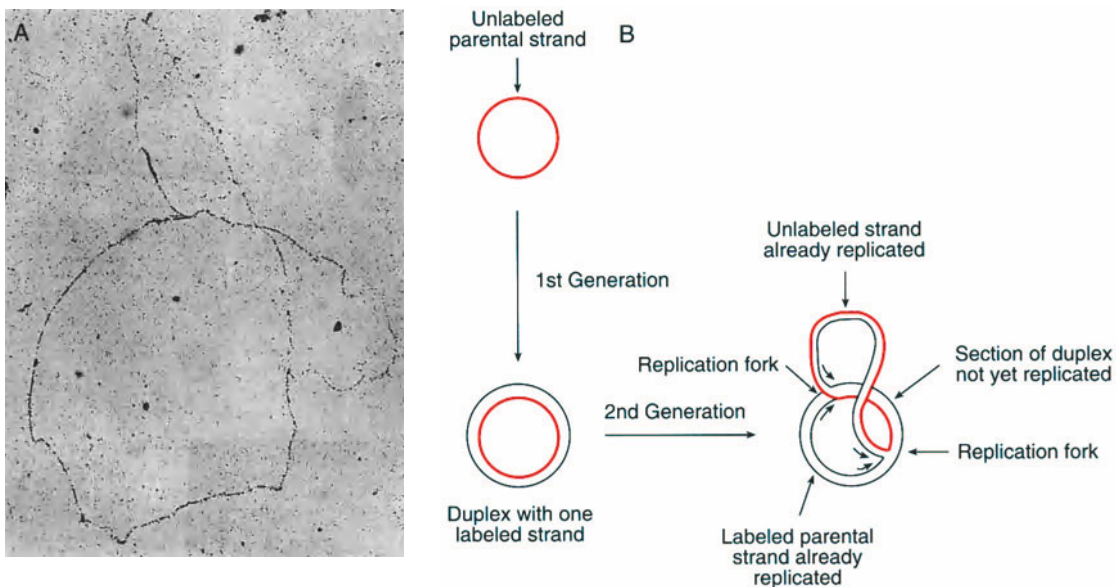 A
Unlabeled
parental strand
B
1st Generation
Duplex with one
labeled strand
2nd Generation
Unlabeled strand
already replicated
Replication fork
Section of duplex
not yet replicated
Replication fork
Labeled parental
strand already
replicated